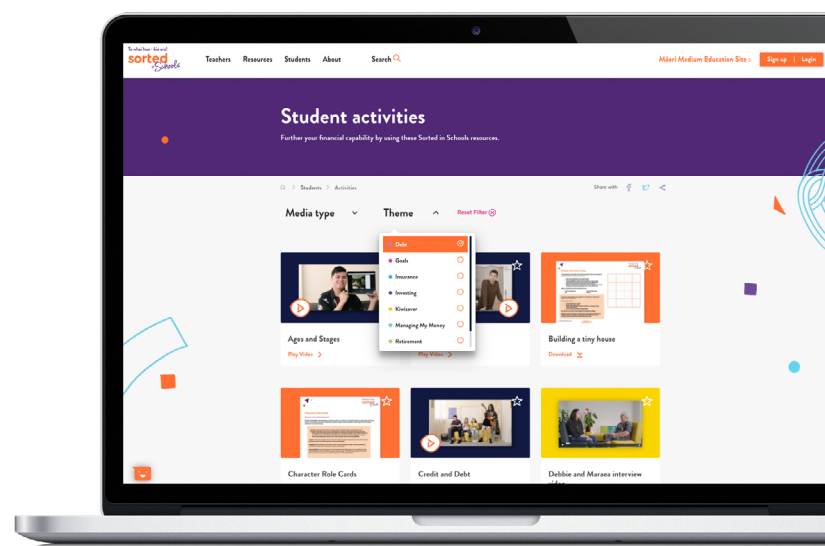 Te whai hua - kia ora!
sorted
in Schools
Teachers Resources Students About Search
Māori Medium Education Site >
Sign up | Login
Student activities
Further your financial capability by using these Sorted in Schools resources.
Students > Activities
Share with
Media type
Theme
Reset Filter
Debt
Goals
Insurance
Investing
Kiwisaver
Managing My Money
Retirement
Ages and Stages
Play Video >
Play Video >
Building a tiny house
Download
Character Role Cards
Credit and Debt
Debbie and Maraea interview